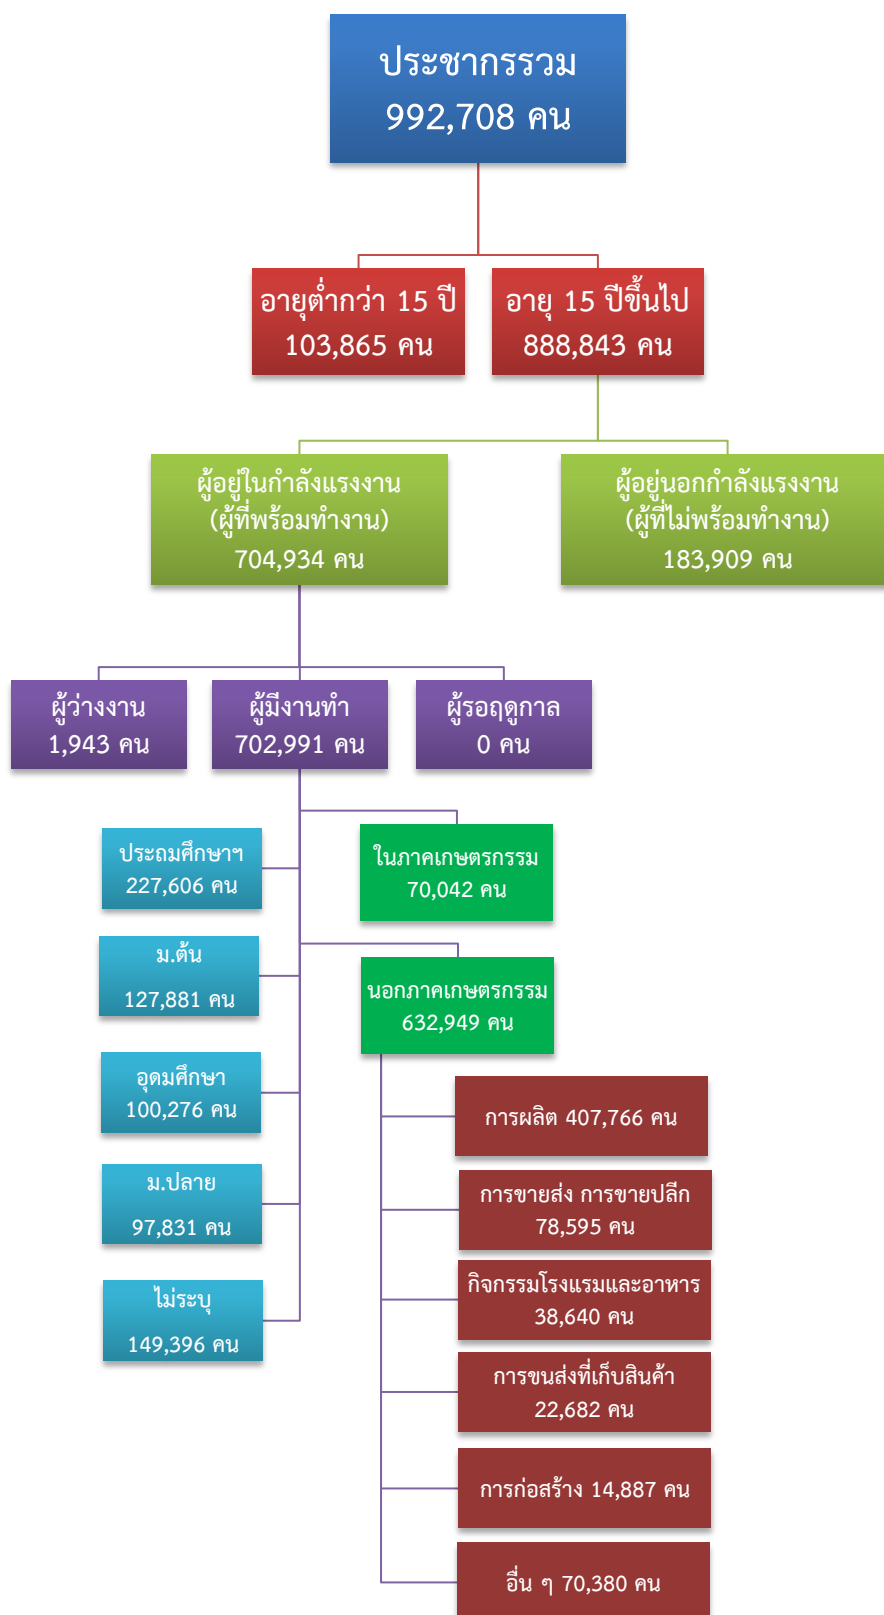 ประชากรรวม
992,708 คน
อายุต่ำกว่า 15 ปี
103,865 คน
อายุ 15 ปีขึ้นไป
888,843 คน
ผู้อยู่ในกำลังแรงงาน
(ผู้ที่พร้อมทำงาน)
704,934 คน
ผู้อยู่นอกกำลังแรงงาน
(ผู้ที่ไม่พร้อมทำงาน)
183,909 คน
ผู้ว่างงาน
1,943 คน
ผู้มีงานทำ
702,991 คน
ผู้รอฤดูกาล
0 คน
ประถมศึกษาฯ
227,606 คน
ม.ต้น
127,881 คน
อุดมศึกษา
100,276 คน
ม.ปลาย
97,831 คน
ไม่ระบุ
149,396 คน
ในภาคเกษตรกรรม
70,042 คน
นอกภาคเกษตรกรรม
632,949 คน
การผลิต 407,766 คน
การขายส่ง การขายปลีก
78,595 คน
กิจกรรมโรงแรมและอาหาร
38,640 คน
การขนส่งที่เก็บสินค้า
22,682 คน
การก่อสร้าง 14,887 คน
อื่น ๆ 70,380 คน